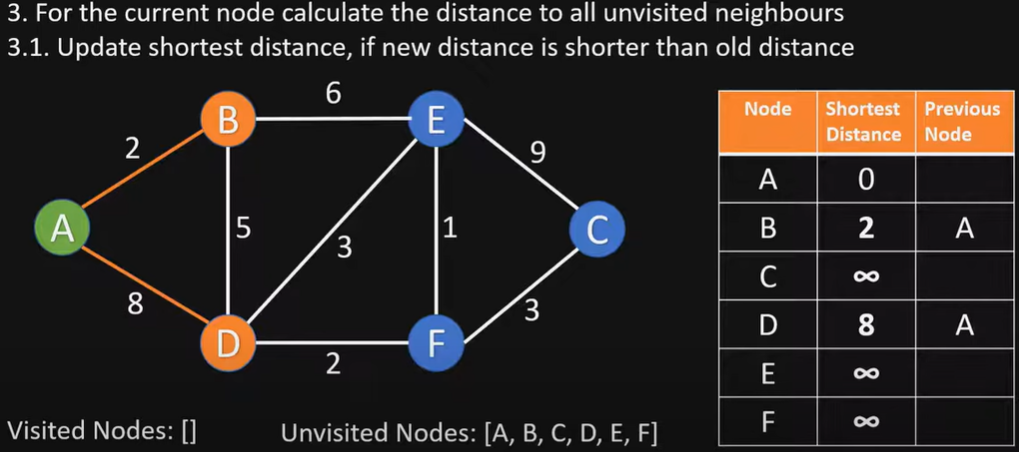 3. For the current node calculate the distance to all unvisited neighbours
3.1. Update shortest distance, if new distance is shorter than old distance
6
B
E
2
9
A
5
3
1
C
8
3
D
F
2
Node Shortest Distance Previous Node
A 0
B 2 A
C ∞
D 8 A
E ∞
F ∞
Visited Nodes: [] Unvisited Nodes: [A, B, C, D, E, F]